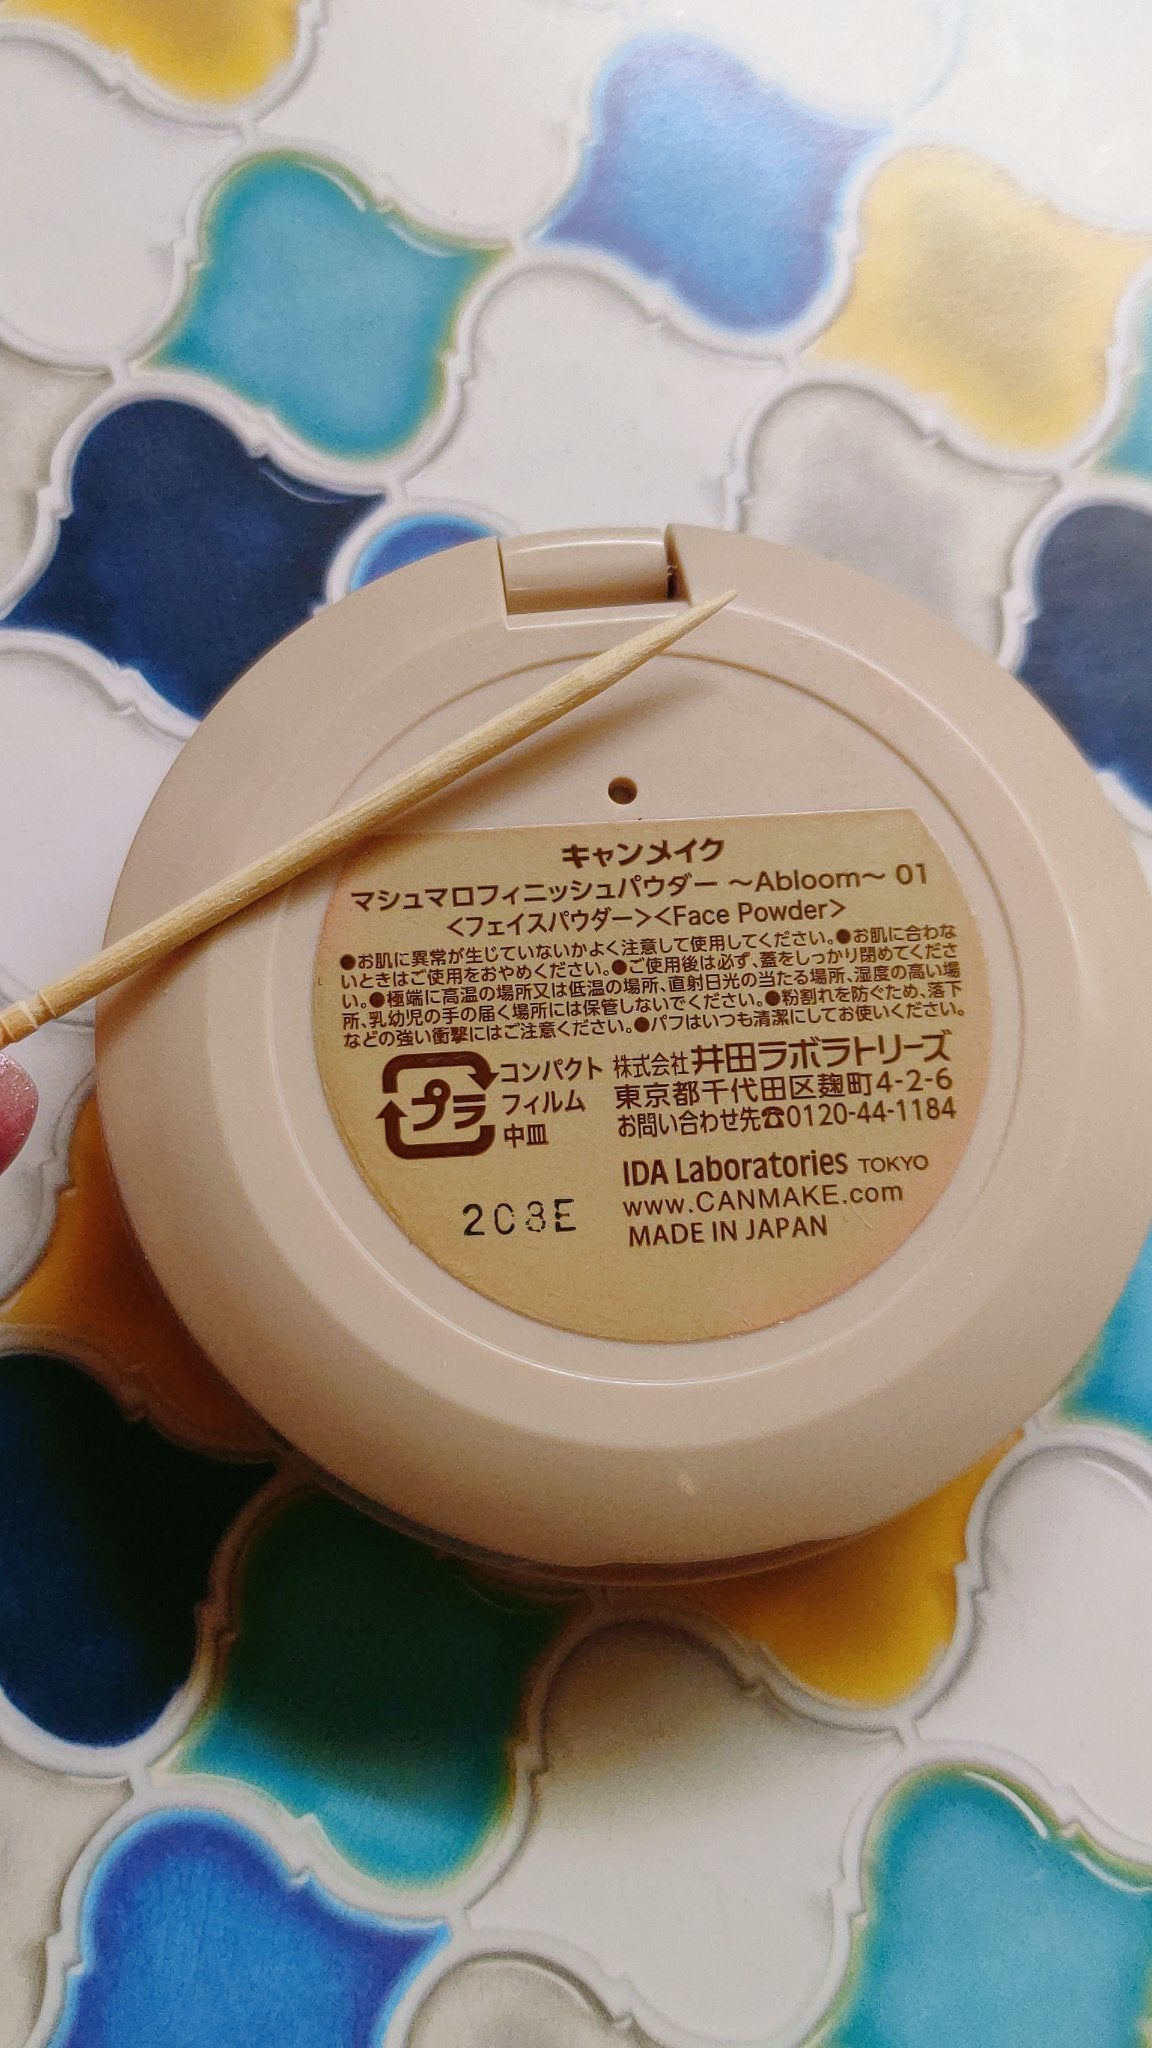 キャンメイク
マシュマロフィニッシュパウダー ～Abloom～ 01
<フェイスパウダー><Face Powder>
●お肌に異常が生じていないかよく注意して使用してください。●お肌に合わな
いときはご使用をおやめください。●ご使用後は必ず、蓋をしっかり閉めてくださ
い。●極端に高温の場所又は低温の場所、直射日光の当たる場所、湿度の高い場
所、乳幼児の手の届く場所には保管しないでください。●粉割れを防ぐため、落下
などの強い衝撃にはご注意ください。●パフはいつも清潔にしてお使いください。
プラ
コンパクト
フィルム
中皿
株式会社井田ラボラトリーズ
東京都千代田区麹町4-2-6
お問い合わせ先☎0120-44-1184
IDA Laboratories TOKYO
www.CANMAKE.com
MADE IN JAPAN
2C8E